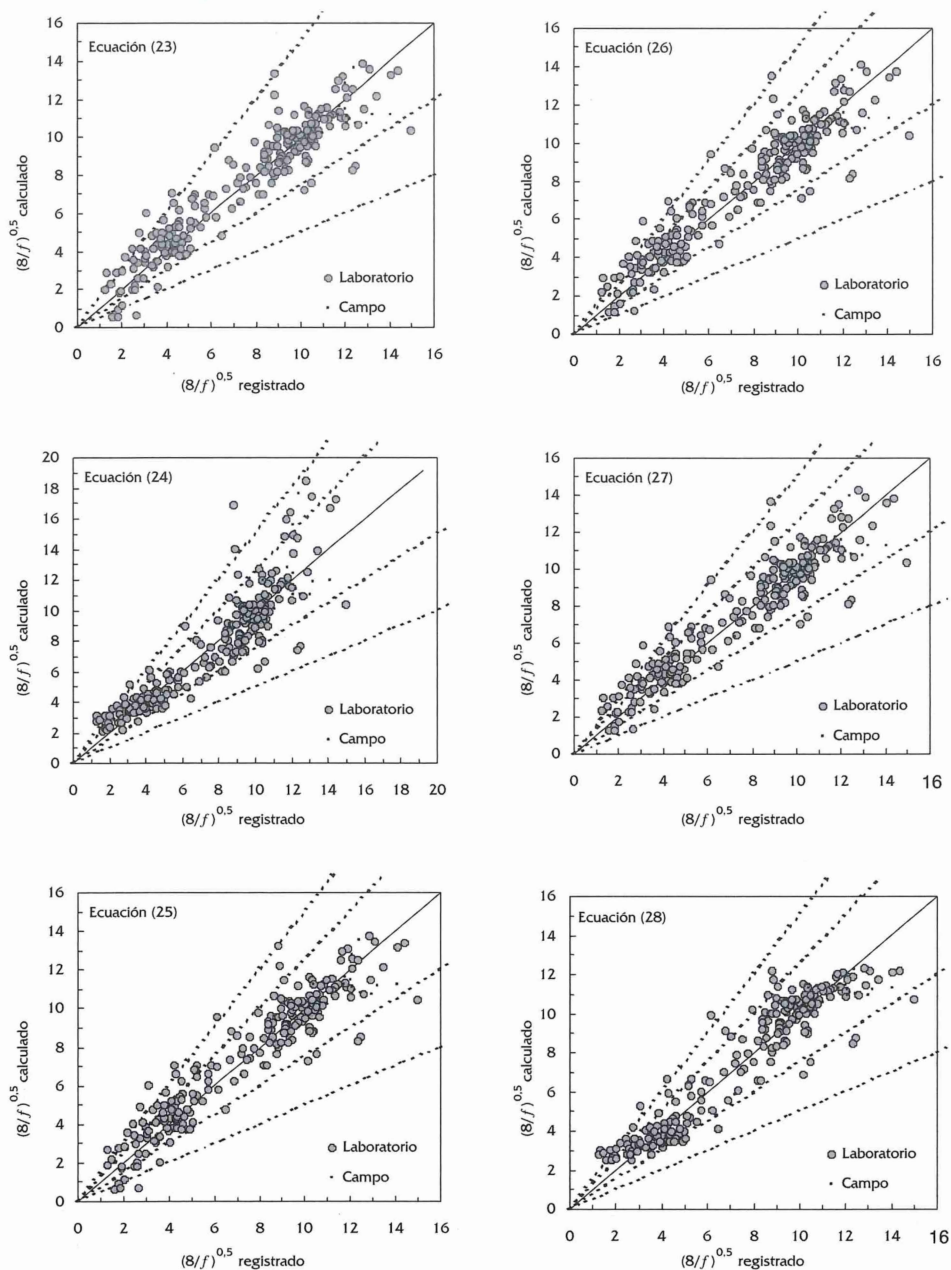 Ecuación (23)
16
14
12
10
8
6
4
2
0
(8/f)^0,5 calculado
Laboratorio
Campo
0 2 4 6 8 10 12 14 16
(8/f)^0,5 registrado
Ecuación (26)
16
14
12
10
8
6
4
2
0
(8/f)^0,5 calculado
Laboratorio
Campo
0 2 4 6 8 10 12 14 16
(8/f)^0,5 registrado
Ecuación (24)
20
18
16
14
12
10
8
6
4
2
0
(8/f)^0,5 calculado
Laboratorio
Campo
0 2 4 6 8 10 12 14 16 18 20
(8/f)^0,5 registrado
Ecuación (27)
16
14
12
10
8
6
4
2
0
(8/f)^0,5 calculado
Laboratorio
Campo
0 2 4 6 8 10 12 14 16
(8/f)^0,5 registrado
Ecuación (25)
16
14
12
10
8
6
4
2
0
(8/f)^0,5 calculado
Laboratorio
Campo
0 2 4 6 8 10 12 14 16
(8/f)^0,5 registrado
Ecuación (28)
16
14
12
10
8
6
4
2
0
(8/f)^0,5 calculado
Laboratorio
Campo
0 2 4 6 8 10 12 14 16
(8/f)^0,5 registrado